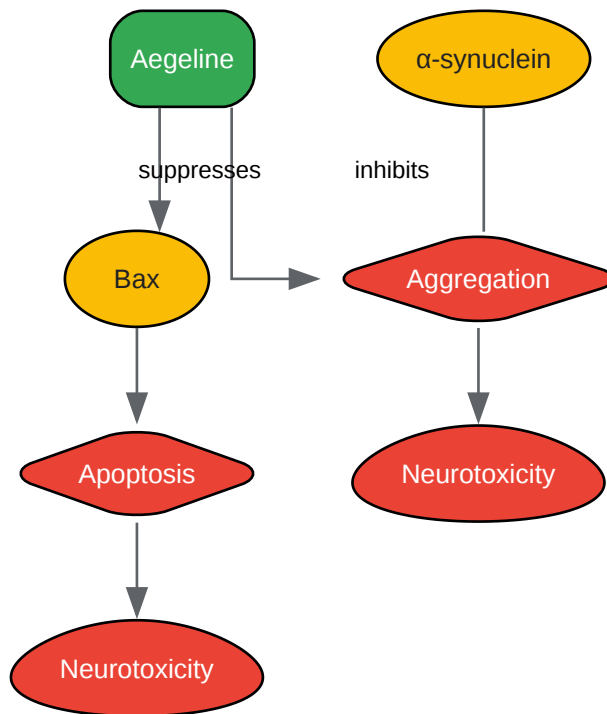 Aegeline
α-synuclein
suppresses
inhibits
Bax
Aggregation
Apoptosis
Neurotoxicity
Neurotoxicity